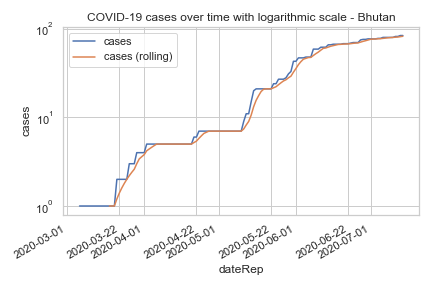 COVID-19 cases over time with logarithmic scale - Bhutan
cases
cases (rolling)
10²
10¹
10⁰
cases
2020-03-01
2020-03-22
2020-04-01
2020-04-22
2020-05-01
2020-05-22
2020-06-01
2020-06-22
2020-07-01
dateRep